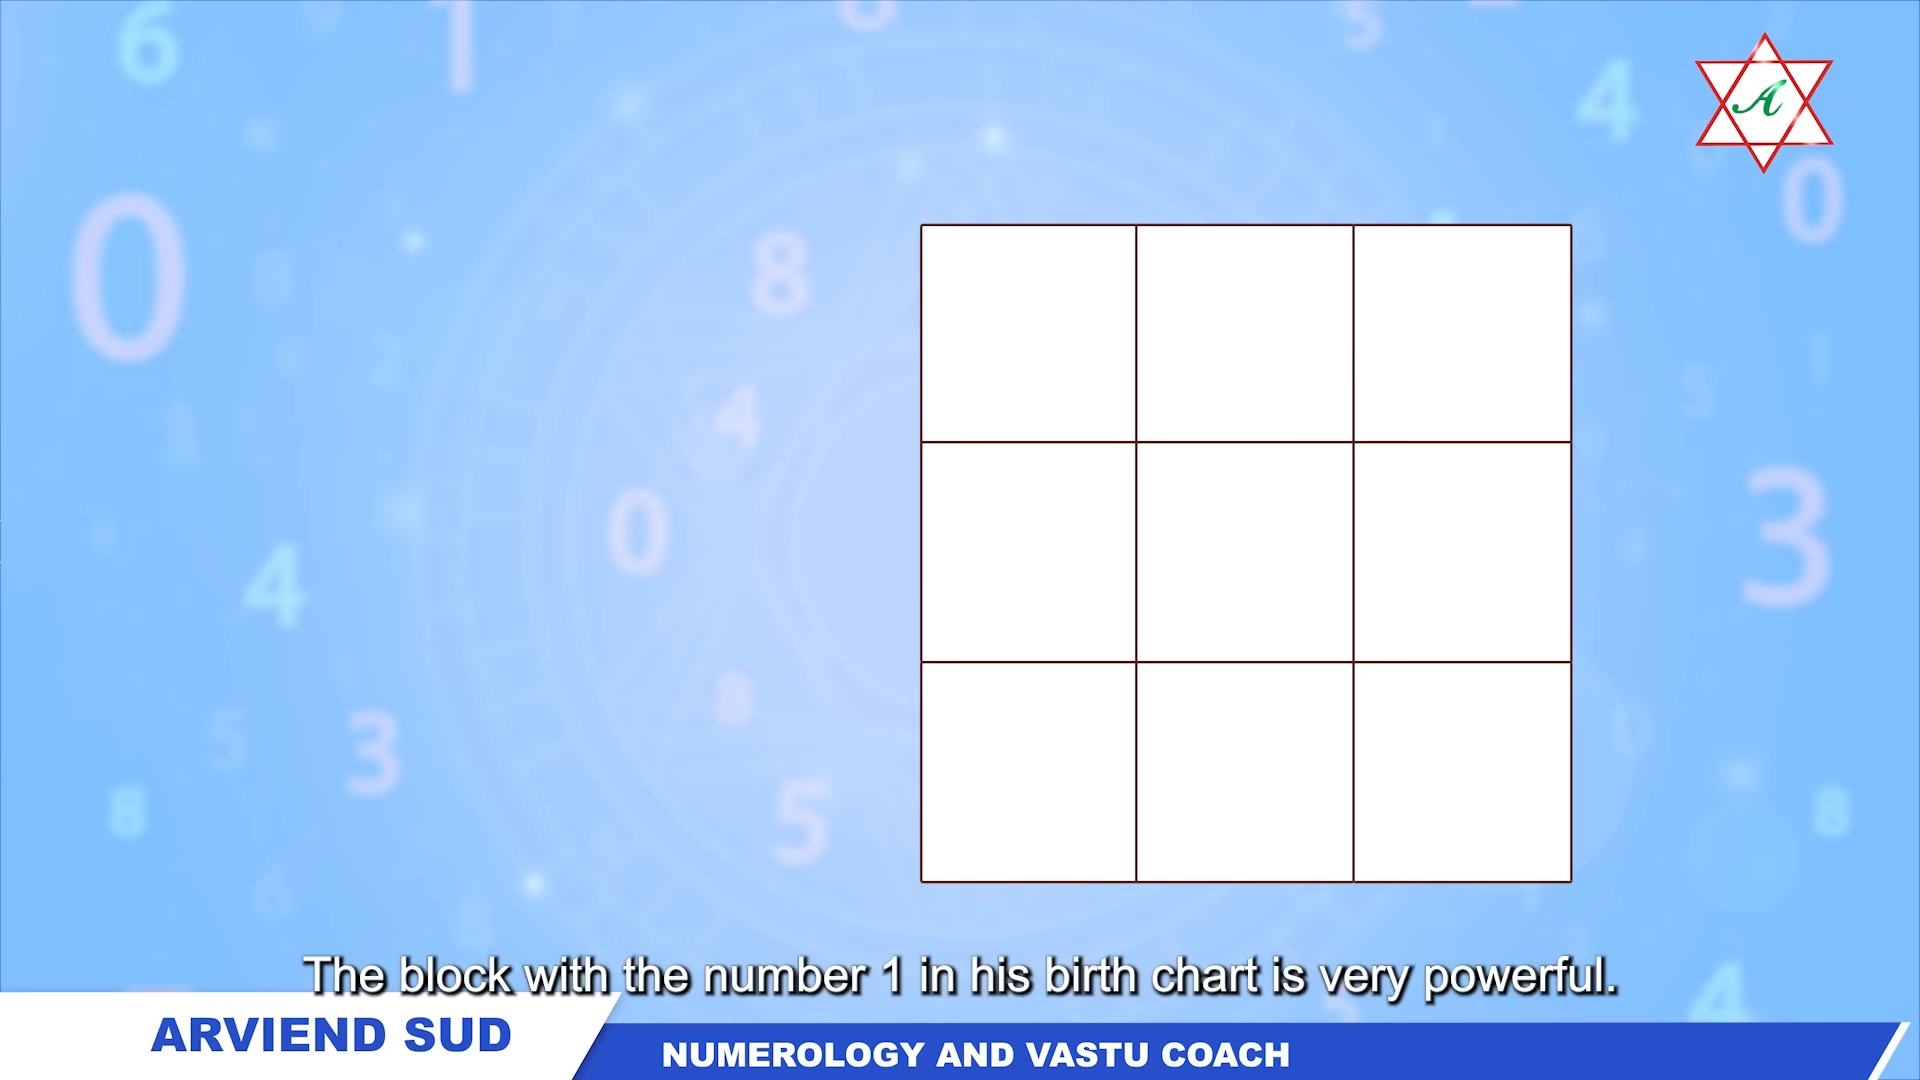 A
The block with the number 1 in his birth chart is very powerful.
ARVIEND SUD
NUMEROLOGY AND VASTU COACH